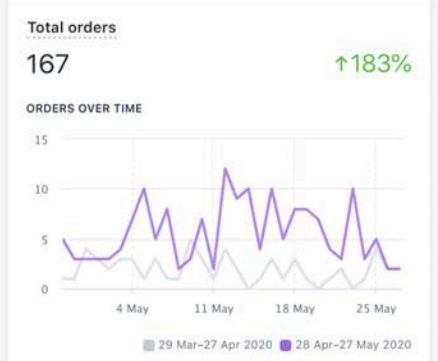 Total orders
167 ↑183%
ORDERS OVER TIME
15
10
5
0
4 May 11 May 18 May 25 May
29 Mar–27 Apr 2020 28 Apr–27 May 2020